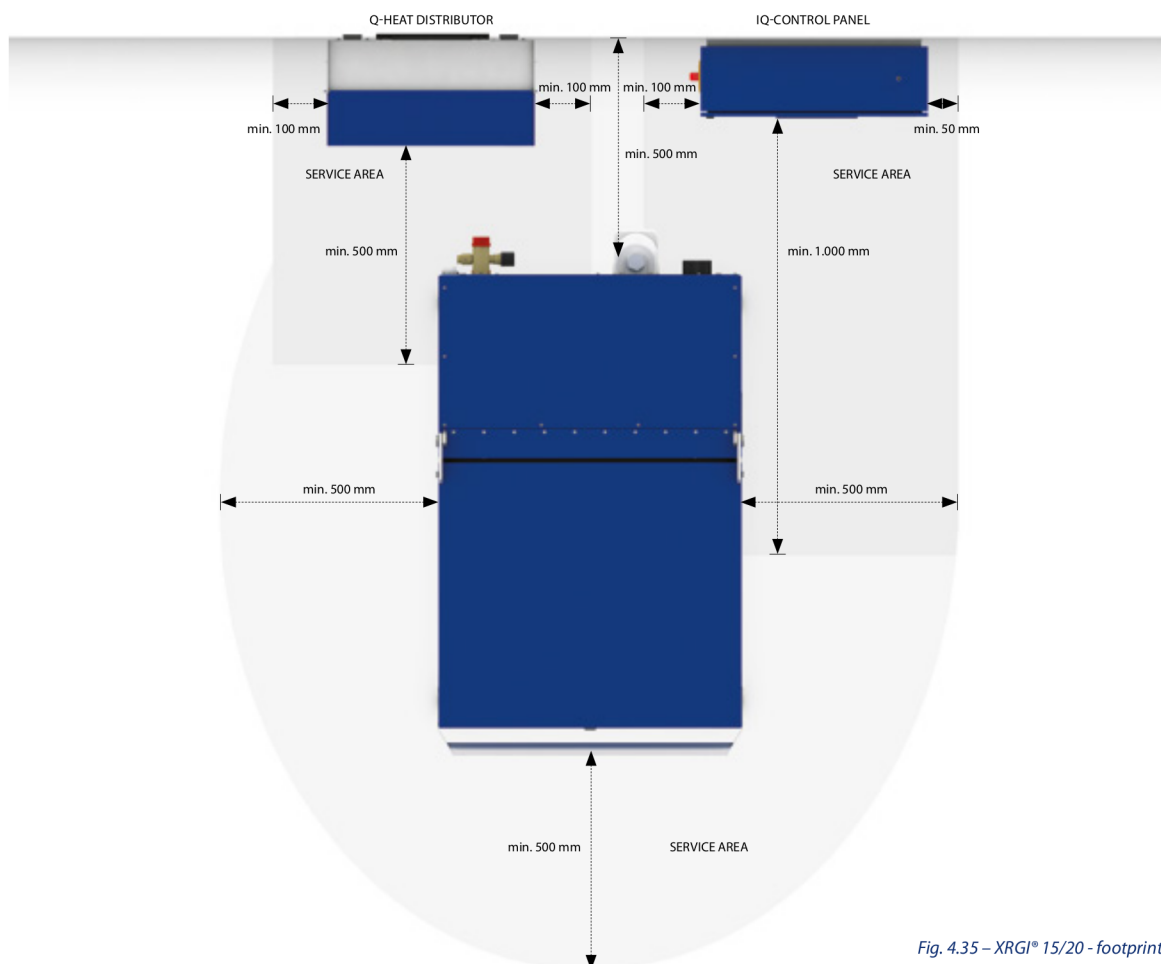 Q-HEAT DISTRIBUTOR
IQ-CONTROL PANEL
min. 100 mm
min. 100 mm
min. 100 mm
min. 50 mm
min. 500 mm
SERVICE AREA
SERVICE AREA
min. 500 mm
min. 1.000 mm
min. 500 mm
min. 500 mm
min. 500 mm
SERVICE AREA
Fig. 4.35 – XRGI® 15/20 - footprint